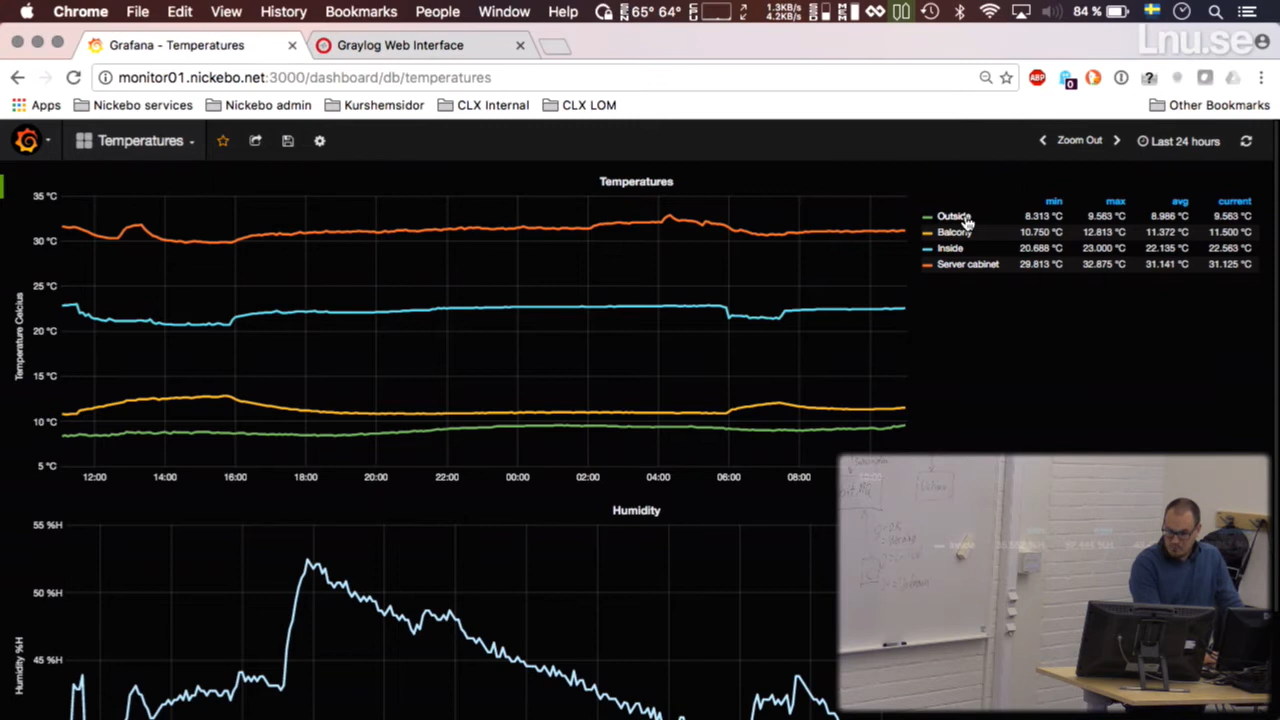 Chrome File Edit View History Bookmarks People Window Help 65° 64° 1.3KB/s 4.2KB/s 84 %
Lnu.se
Grafana - Temperatures
Graylog Web Interface
monitor01.nickebo.net:3000/dashboard/db/temperatures
ABP
0
Apps Nickebo services Nickebo admin Kurshemsidor CLX Internal CLX LOM Other Bookmarks
Temperatures
Zoom Out
Last 24 hours
Temperatures
min max avg current
Outside 8.313 °C 9.563 °C 8.986 °C 9.563 °C
Balcony 10.750 °C 12.813 °C 11.372 °C 11.500 °C
Inside 20.688 °C 23.000 °C 22.135 °C 22.563 °C
Server cabinet 29.813 °C 32.875 °C 31.141 °C 31.125 °C
Temperature Calcius
35 °C
30 °C
25 °C
20 °C
15 °C
10 °C
5 °C
12:00 14:00 16:00 18:00 20:00 22:00 00:00 02:00 04:00 06:00 08:00
Humidity
Humidity %H
55 %H
50 %H
45 %H